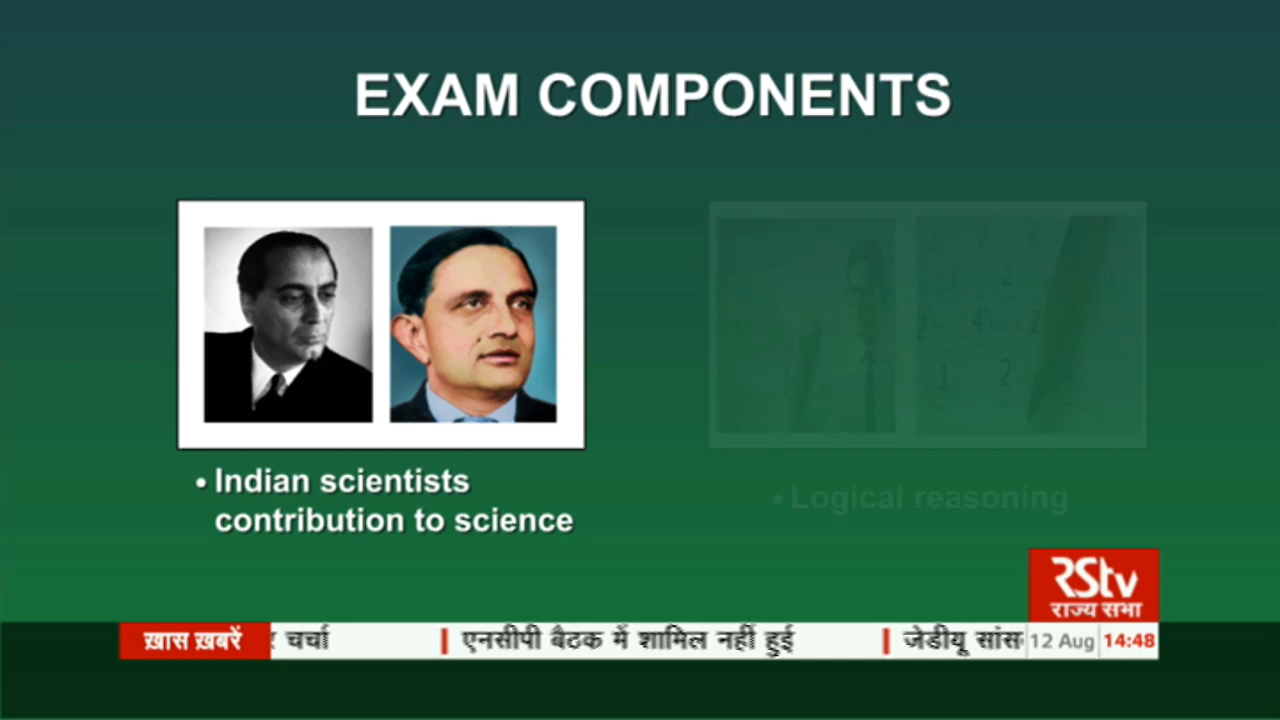 EXAM COMPONENTS
• Indian scientists
contribution to science
• Logical reasoning
RStv
राज्य सभा
ख़ास ख़बरें
चर्चा | एनसीपी बैठक में शामिल नहीं हुई | जेडीयू सांस
12 Aug 14:48